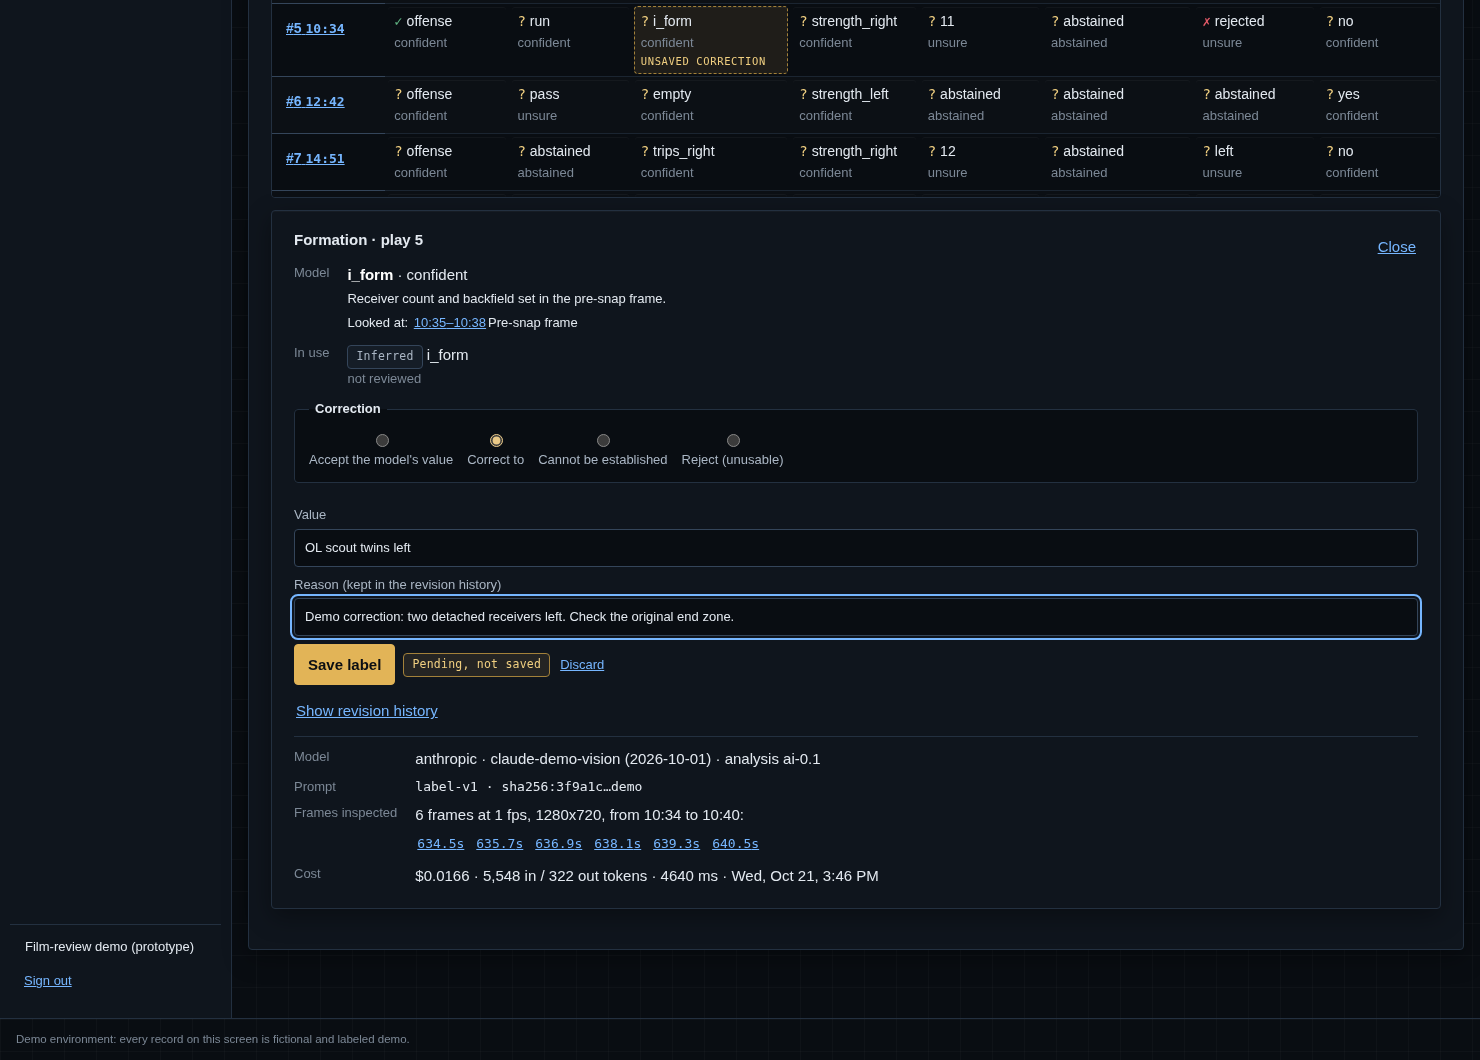 #5 10:34 ✓ offense ? run ? i_form ? strength_right ? 11 ? abstained ✗ rejected ? no
confident confident confident confident unsure abstained unsure confident
UNSAVED CORRECTION
#6 12:42 ? offense ? pass ? empty ? strength_left ? abstained ? abstained ? abstained ? yes
confident unsure confident confident abstained abstained abstained confident
#7 14:51 ? offense ? abstained ? trips_right ? strength_right ? 12 ? abstained ? left ? no
confident abstained confident confident unsure abstained unsure confident
Formation · play 5
Close
Model i_form · confident
Receiver count and backfield set in the pre-snap frame.
Looked at: 10:35–10:38 Pre-snap frame
In use Inferred i_form
not reviewed
Correction
Accept the model's value Correct to Cannot be established Reject (unusable)
Value
OL scout twins left
Reason (kept in the revision history)
Demo correction: two detached receivers left. Check the original end zone.
Save label Pending, not saved Discard
Show revision history
Model anthropic · claude-demo-vision (2026-10-01) · analysis ai-0.1
Prompt label-v1 · sha256:3f9a1c…demo
Frames inspected 6 frames at 1 fps, 1280x720, from 10:34 to 10:40:
634.5s 635.7s 636.9s 638.1s 639.3s 640.5s
Cost $0.0166 · 5,548 in / 322 out tokens · 4640 ms · Wed, Oct 21, 3:46 PM
Film-review demo (prototype)
Sign out
Demo environment: every record on this screen is fictional and labeled demo.